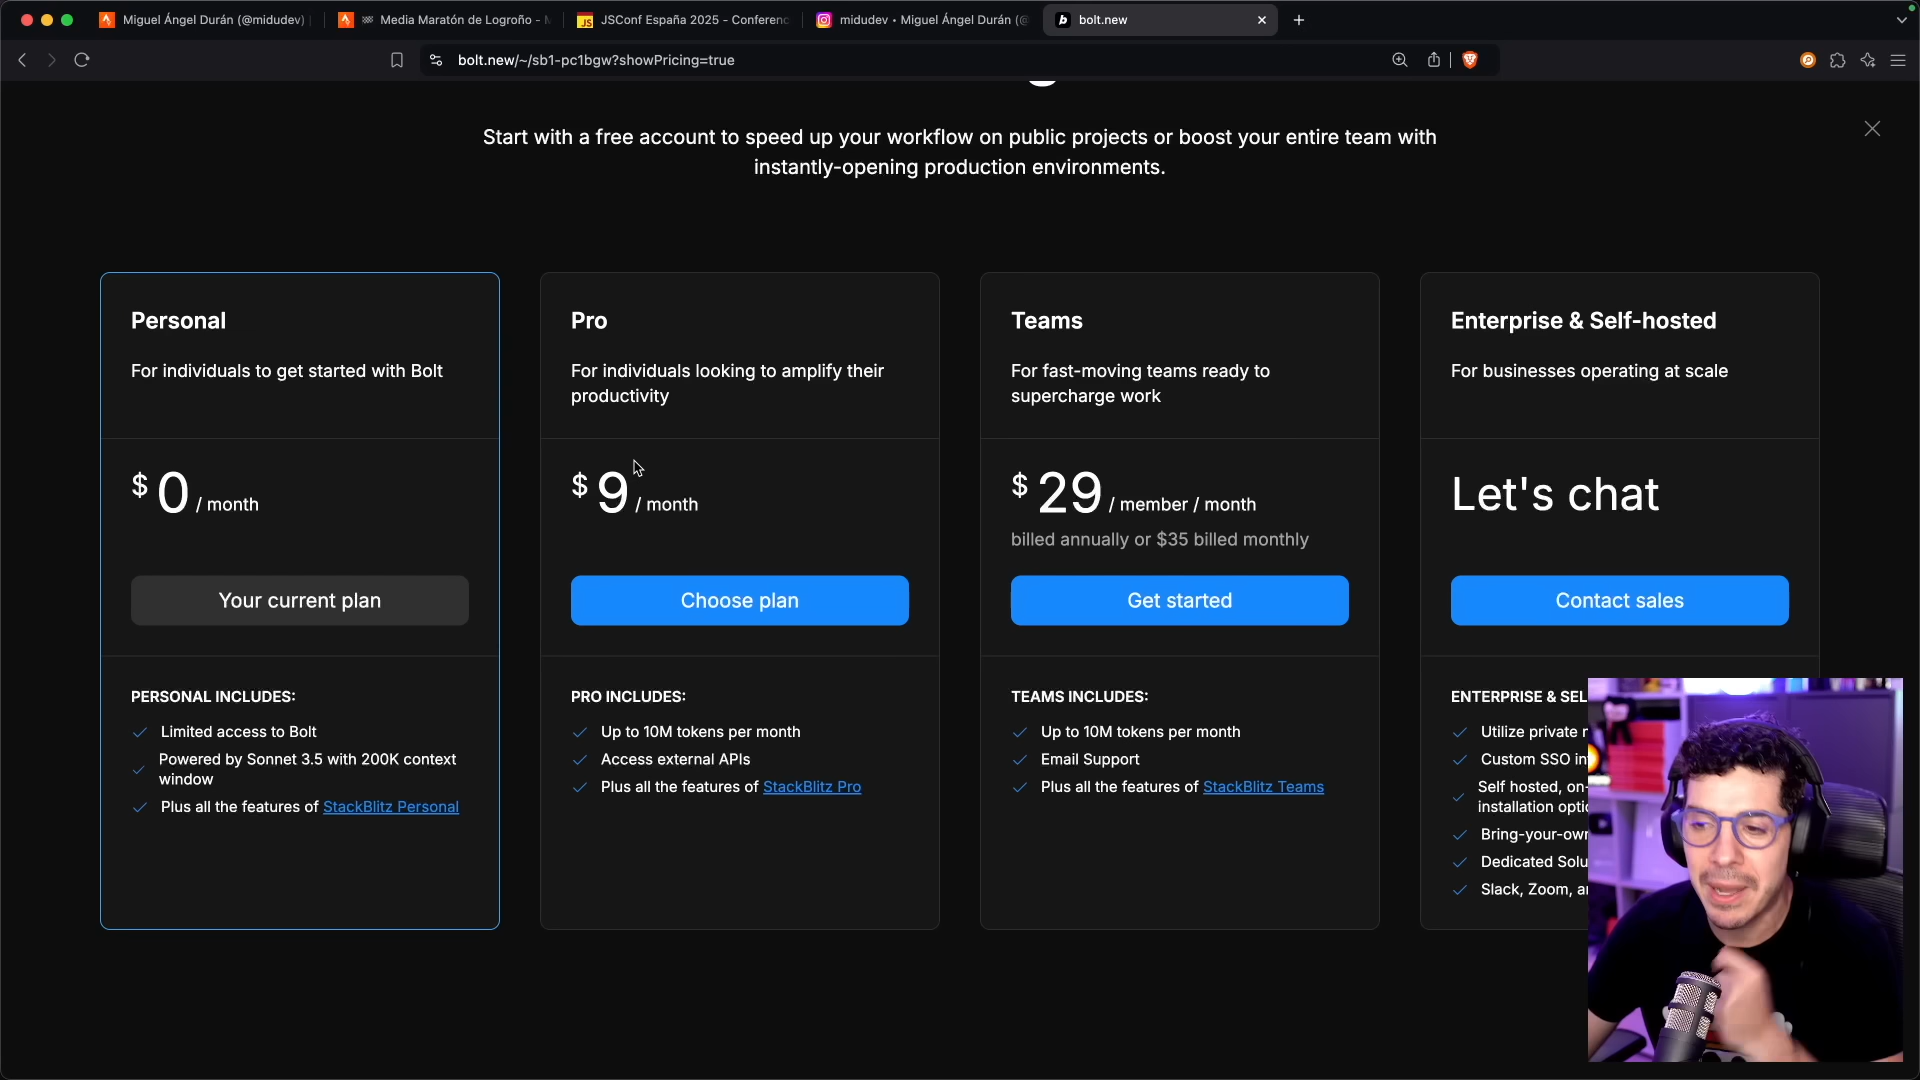 Miguel Ángel Durán (@midudev)
Media Maratón de Logroño -
JSConf España 2025 - Conferenc
midudev • Miguel Ángel Durán (@
bolt.new
bolt.new/~/sb1-pc1bgw?showPricing=true
Start with a free account to speed up your workflow on public projects or boost your entire team with
instantly-opening production environments.
Personal
For individuals to get started with Bolt
$0 / month
Your current plan
PERSONAL INCLUDES:
Limited access to Bolt
Powered by Sonnet 3.5 with 200K context
window
Plus all the features of StackBlitz Personal
Pro
For individuals looking to amplify their
productivity
$9 / month
Choose plan
PRO INCLUDES:
Up to 10M tokens per month
Access external APIs
Plus all the features of StackBlitz Pro
Teams
For fast-moving teams ready to
supercharge work
$29 / member / month
billed annually or $35 billed monthly
Get started
TEAMS INCLUDES:
Up to 10M tokens per month
Email Support
Plus all the features of StackBlitz Teams
Enterprise & Self-hosted
For businesses operating at scale
Let's chat
Contact sales
ENTERPRISE & SEL
Utilize private
Custom SSO in
Self hosted, on-
installation optic
Bring-your-own
Dedicated Solu
Slack, Zoom, a